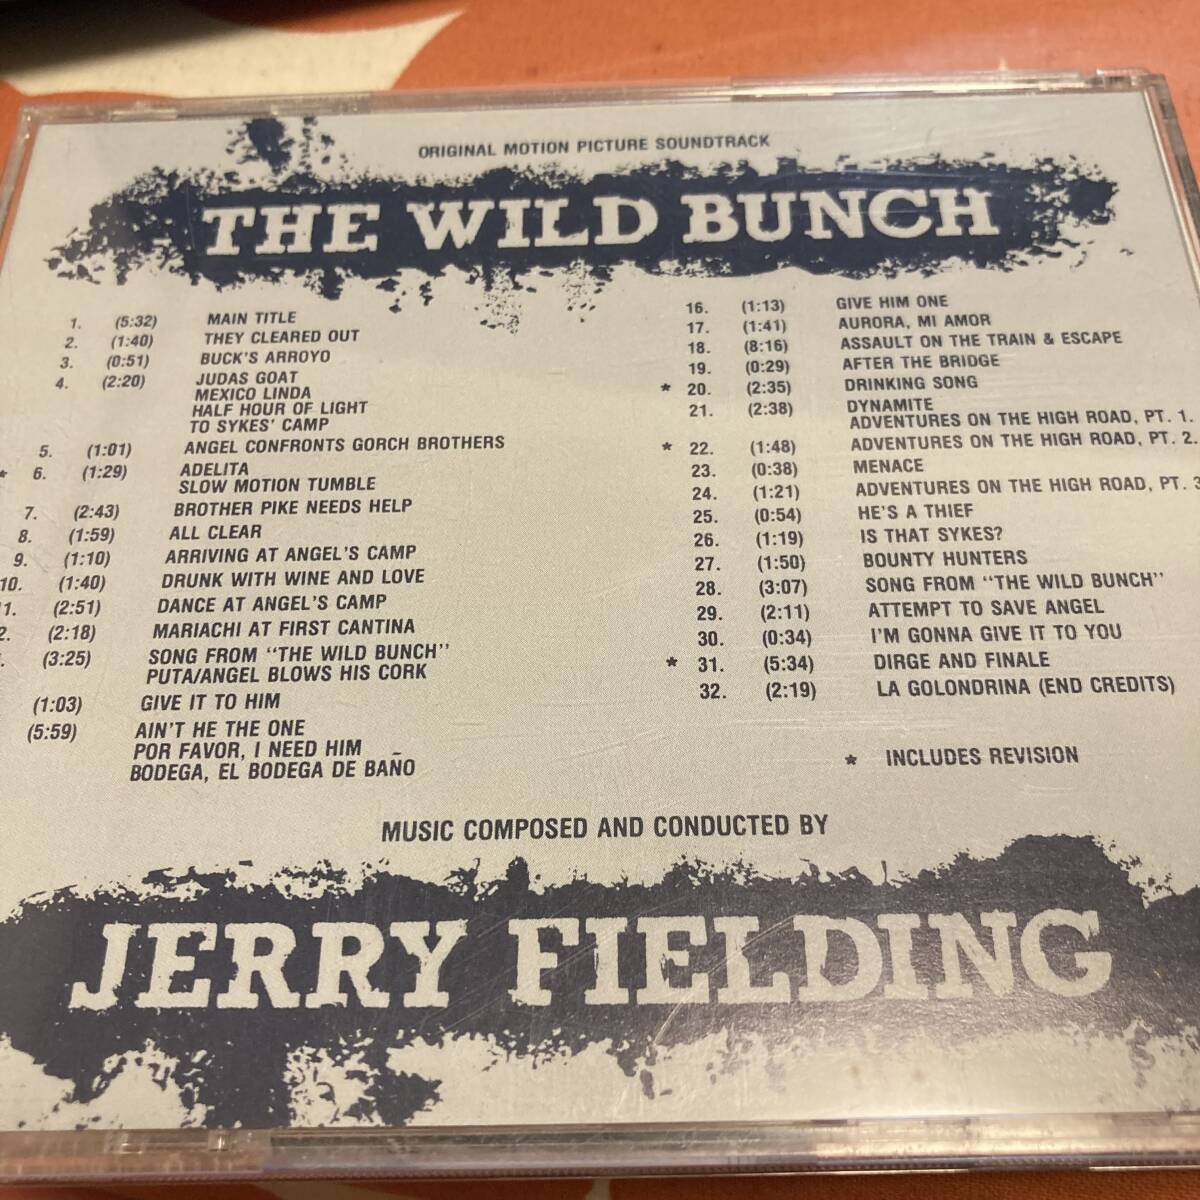 ORIGINAL MOTION PICTURE SOUNDTRACK
THE WILD BUNCH
1. (5:32) MAIN TITLE
2. (1:40) THEY CLEARED OUT
3. (0:51) BUCK'S ARROYO
4. (2:20) JUDAS GOAT
MEXICO LINDA
HALF HOUR OF LIGHT
TO SYKES' CAMP
5. (1:01) ANGEL CONFRONTS GORCH BROTHERS
* 6. (1:29) ADELITA
SLOW MOTION TUMBLE
7. (2:43) BROTHER PIKE NEEDS HELP
8. (1:59) ALL CLEAR
9. (1:10) ARRIVING AT ANGEL'S CAMP
10. (1:40) DRUNK WITH WINE AND LOVE
1. (2:51) DANCE AT ANGEL'S CAMP
2. (2:18) MARIACHI AT FIRST CANTINA
(3:25) SONG FROM "THE WILD BUNCH"
PUTA/ANGEL BLOWS HIS CORK
(1:03) GIVE IT TO HIM
(5:59) AIN'T HE THE ONE
POR FAVOR, I NEED HIM
BODEGA, EL BODEGA DE BAÑO
16. (1:13) GIVE HIM ONE
17. (1:41) AURORA, MI AMOR
18. (8:16) ASSAULT ON THE TRAIN & ESCAPE
19. (0:29) AFTER THE BRIDGE
* 20. (2:35) DRINKING SONG
21. (2:38) DYNAMITE
ADVENTURES ON THE HIGH ROAD, PT. 1.
* 22. (1:48) ADVENTURES ON THE HIGH ROAD, PT. 2.
23. (0:38) MENACE
24. (1:21) ADVENTURES ON THE HIGH ROAD, PT. 3
25. (0:54) HE'S A THIEF
26. (1:19) IS THAT SYKES?
27. (1:50) BOUNTY HUNTERS
28. (3:07) SONG FROM "THE WILD BUNCH"
29. (2:11) ATTEMPT TO SAVE ANGEL
30. (0:34) I'M GONNA GIVE IT TO YOU
* 31. (5:34) DIRGE AND FINALE
32. (2:19) LA GOLONDRINA (END CREDITS)
* INCLUDES REVISION
MUSIC COMPOSED AND CONDUCTED BY
JERRY FIELDING